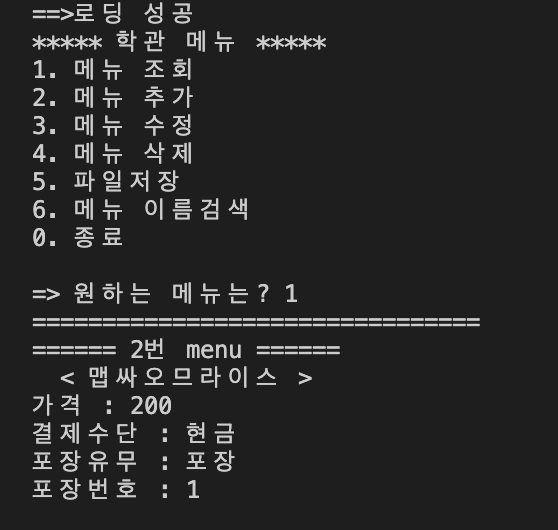 ==>로딩 성공
***** 학관 메뉴 *****
1. 메뉴 조회
2. 메뉴 추가
3. 메뉴 수정
4. 메뉴 삭제
5. 파일저장
6. 메뉴 이름검색
0. 종료
=> 원하는 메뉴는? 1
================================
====== 2번 menu ======
< 맵싸오므라이스 >
가격 : 200
결제수단 : 현금
포장유무 : 포장
포장번호 : 1